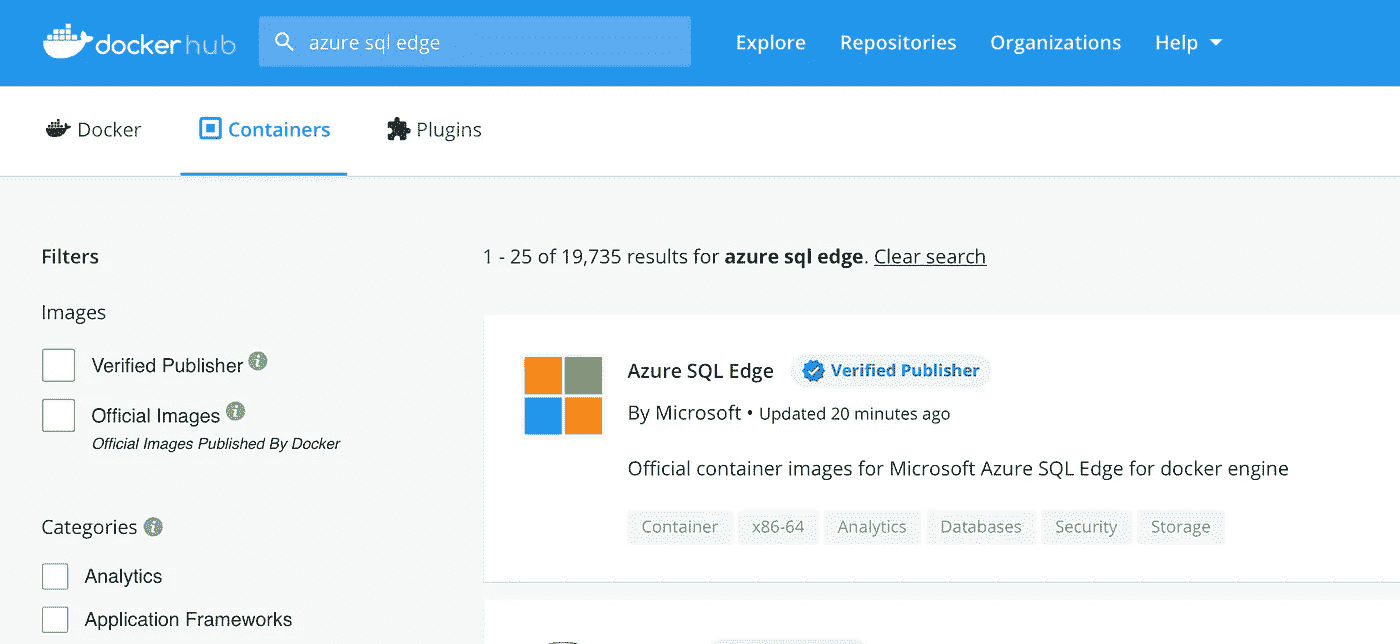 docker hub
azure sql edge
Explore
Repositories
Organizations
Help
Docker
Containers
Plugins
Filters
Images
Verified Publisher
Official Images
Official Images Published By Docker
Categories
Analytics
Application Frameworks
1 - 25 of 19,735 results for azure sql edge. Clear search
Azure SQL Edge Verified Publisher
By Microsoft • Updated 20 minutes ago
Official container images for Microsoft Azure SQL Edge for docker engine
Container x86-64 Analytics Databases Security Storage